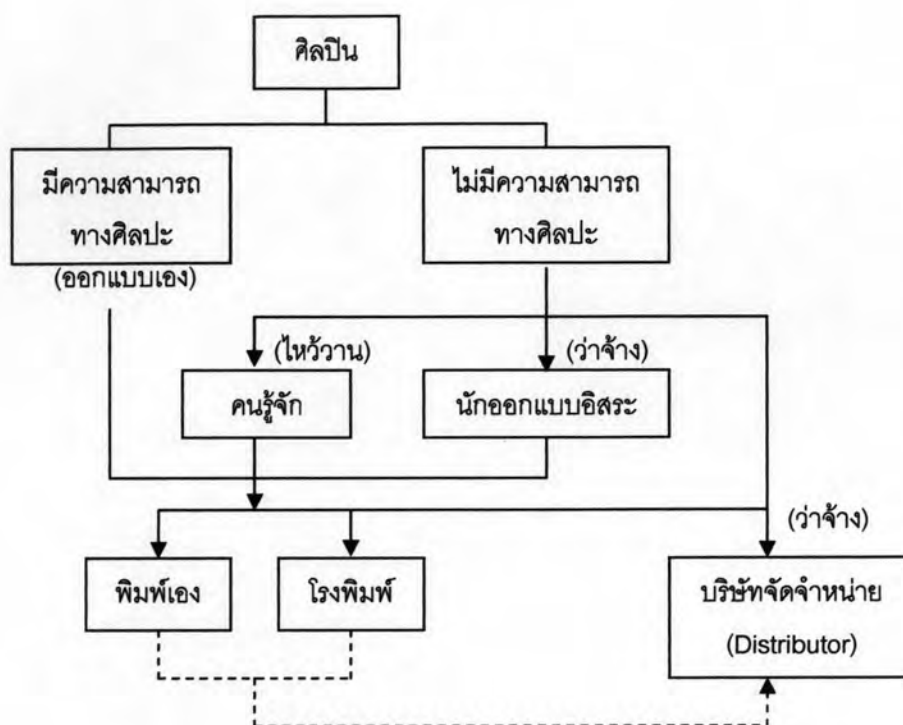 ศิลปิน
มีความสามารถ
ทางศิลปะ
(ออกแบบเอง)
ไม่มีความสามารถ
ทางศิลปะ
(ไหว้วาน)
(ว่าจ้าง)
คนรู้จัก
นักออกแบบอิสระ
(ว่าจ้าง)
พิมพ์เอง
โรงพิมพ์
บริษัทจัดจำหน่าย
(Distributor)